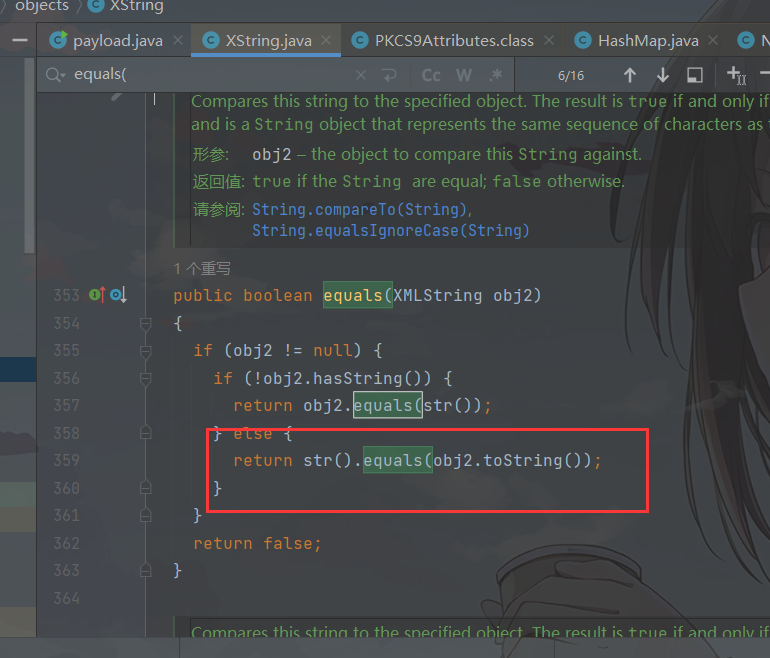 objects XString
payload.java XString.java PKCS9Attributes.class HashMap.java
equals( Cc W .* 6/16
Compares this string to the specified object. The result is true if and only if
and is a String object that represents the same sequence of characters as
形参: obj2 – the object to compare this String against.
返回值: true if the String are equal; false otherwise.
请参阅: String.compareTo(String),
String.equalsIgnoreCase(String)
1 个重写
353 public boolean equals(XMLString obj2)
354 {
355 if (obj2 != null) {
356 if (!obj2.hasString()) {
357 return obj2.equals(str());
358 } else {
359 return str().equals(obj2.toString());
360 }
361 }
362 return false;
363 }
364
Compares this string to the specified object. The result is true if and only if